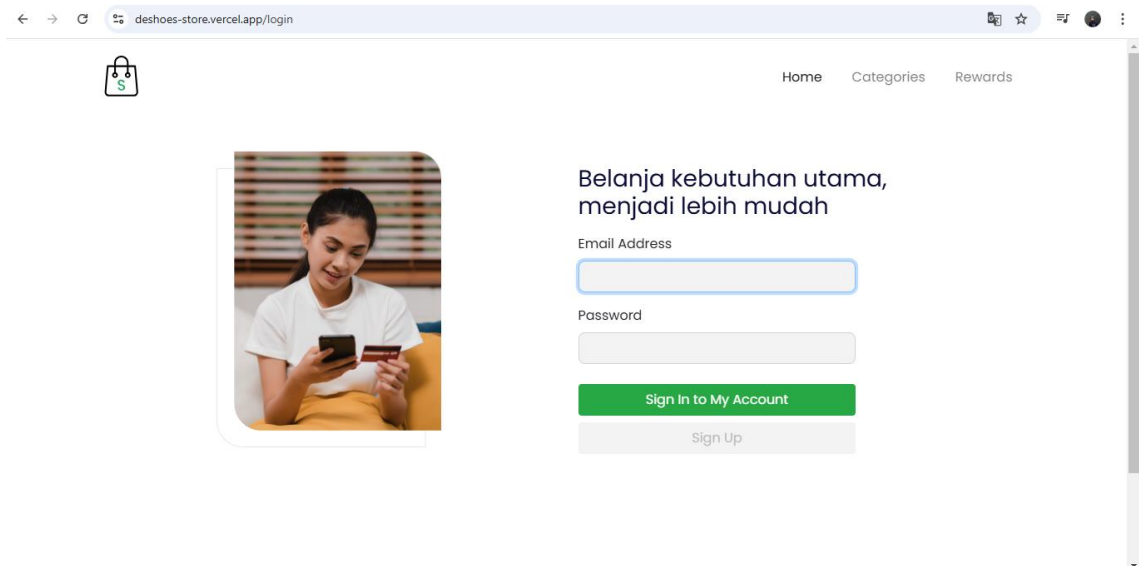 deshoes-store.vercel.app/login
S
Home Categories Rewards
Belanja kebutuhan utama,
menjadi lebih mudah
Email Address
Password
Sign In to My Account
Sign Up